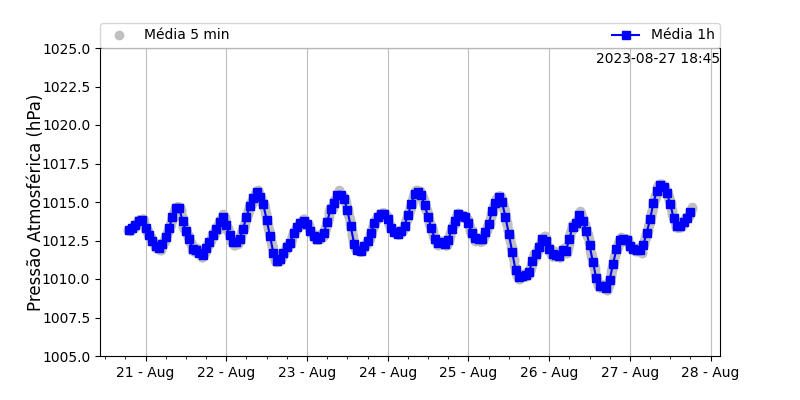 Média 5 min
Média 1h
2023-08-27 18:45
Pressão Atmosférica (hPa)
1025.0
1022.5
1020.0
1017.5
1015.0
1012.5
1010.0
1007.5
1005.0
21 - Aug
22 - Aug
23 - Aug
24 - Aug
25 - Aug
26 - Aug
27 - Aug
28 - Aug